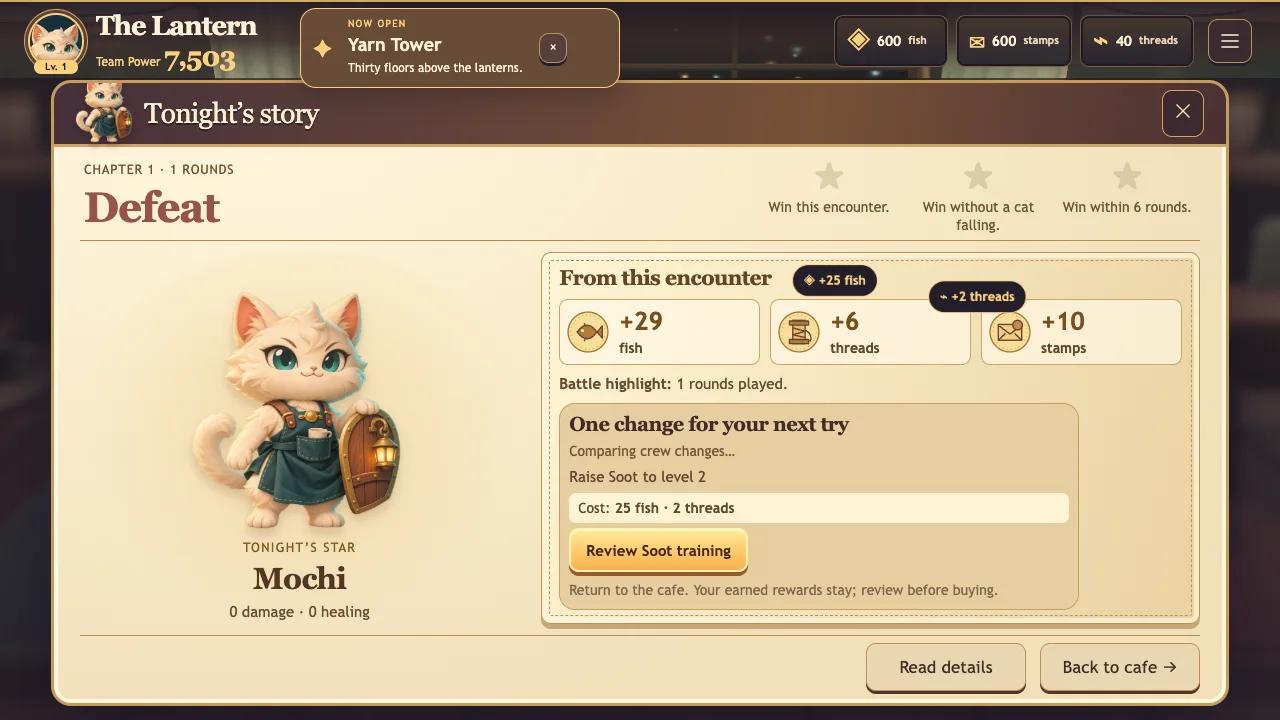 The Lantern
Team Power 7,503
Lv. 1
NOW OPEN
Yarn Tower
Thirty floors above the lanterns.
×
600 fish
600 stamps
40 threads
Tonight's story
CHAPTER 1 · 1 ROUNDS
Defeat
Win this encounter.
Win without a cat
falling.
Win within 6 rounds.
TONIGHT'S STAR
Mochi
0 damage · 0 healing
From this encounter
+25 fish
+2 threads
+29
fish
+6
threads
+10
stamps
Battle highlight: 1 rounds played.
One change for your next try
Comparing crew changes…
Raise Soot to level 2
Cost: 25 fish · 2 threads
Review Soot training
Return to the cafe. Your earned rewards stay; review before buying.
Read details
Back to cafe →